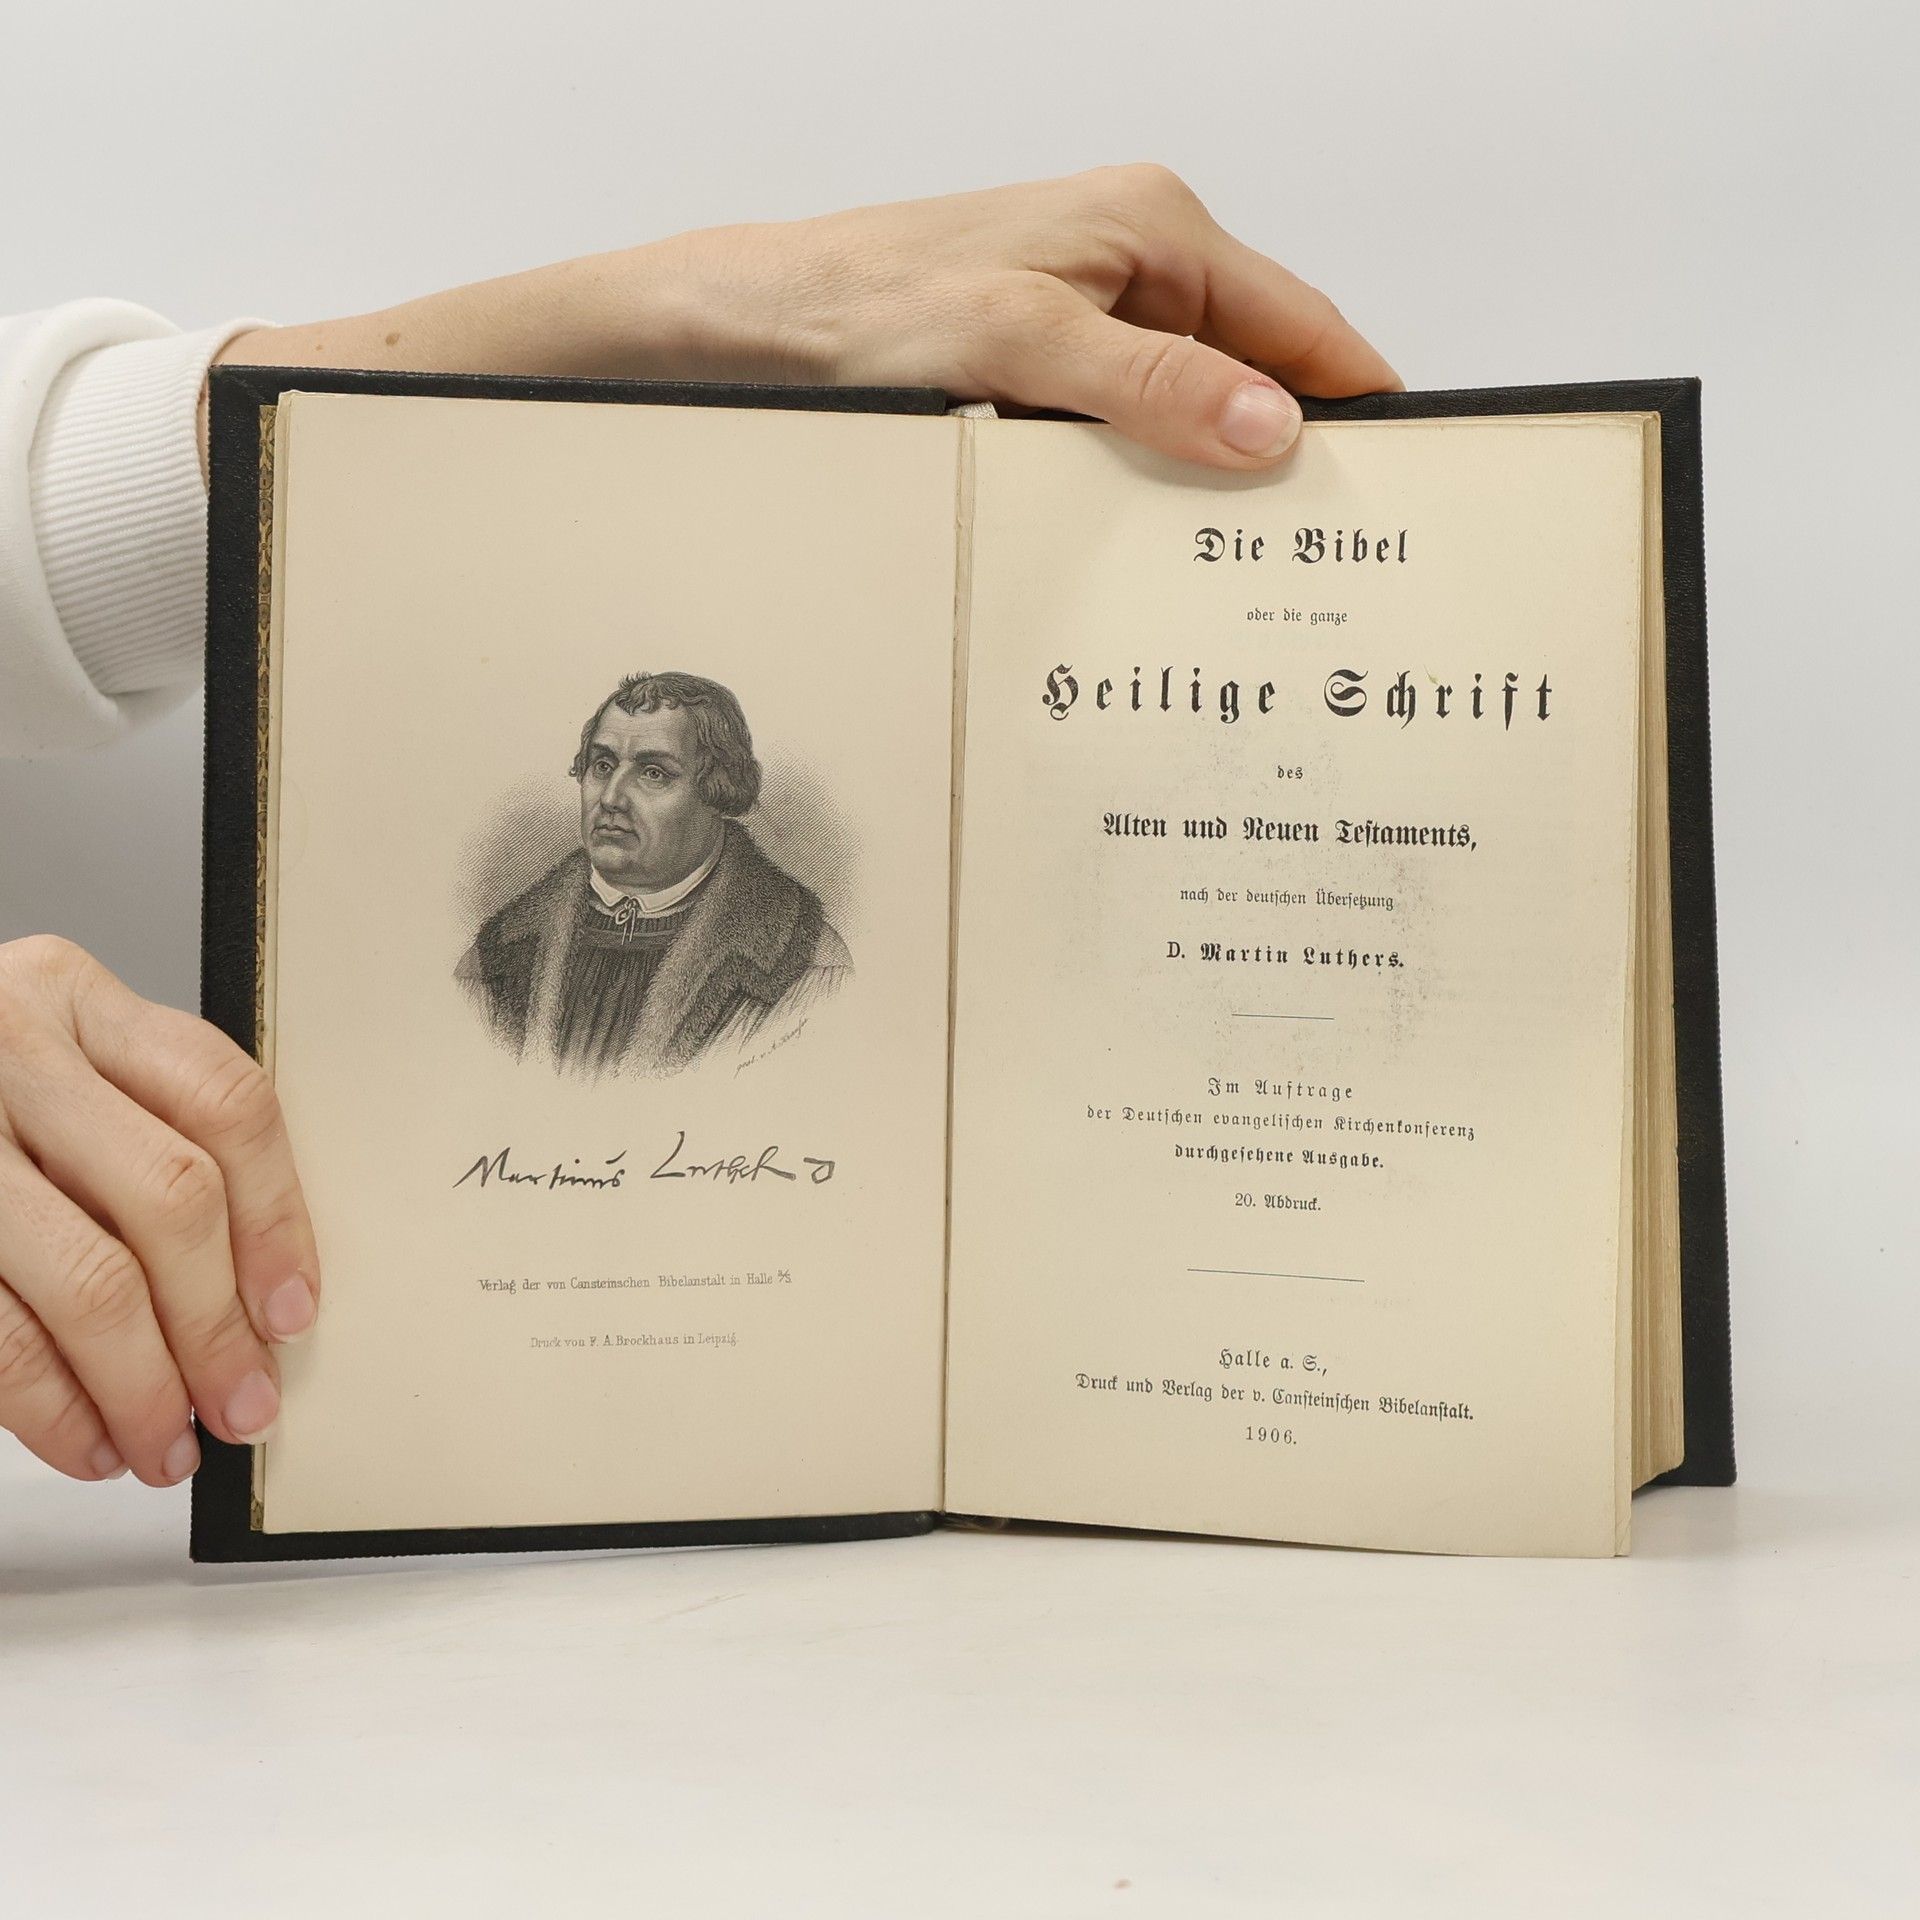 gest. v. A. Krausse
Martinus Luther D
Verlag der von Cansteinschen Bibelanstalt in Halle a/S.
Druck von F. A. Brockhaus in Leipzig.
Die Bibel
oder die ganze
Heilige Schrift
des
Alten und Neuen Teſtaments,
nach der deutſchen Überſetzung
D. Martin Luthers.
Im Auftrage
der Deutſchen evangeliſchen Kirchenkonferenz
durchgeſehene Ausgabe.
20. Abdruck.
Halle a. S.,
Druck und Verlag der v. Canſteinſchen Bibelanſtalt.
1906.